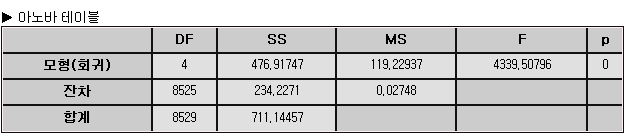 ▶ 아노바 테이블
DF SS MS F p
모형(회귀) 4 476,91747 119,22937 4339,50796 0
잔차 8525 234,2271 0,02748
합계 8529 711,14457